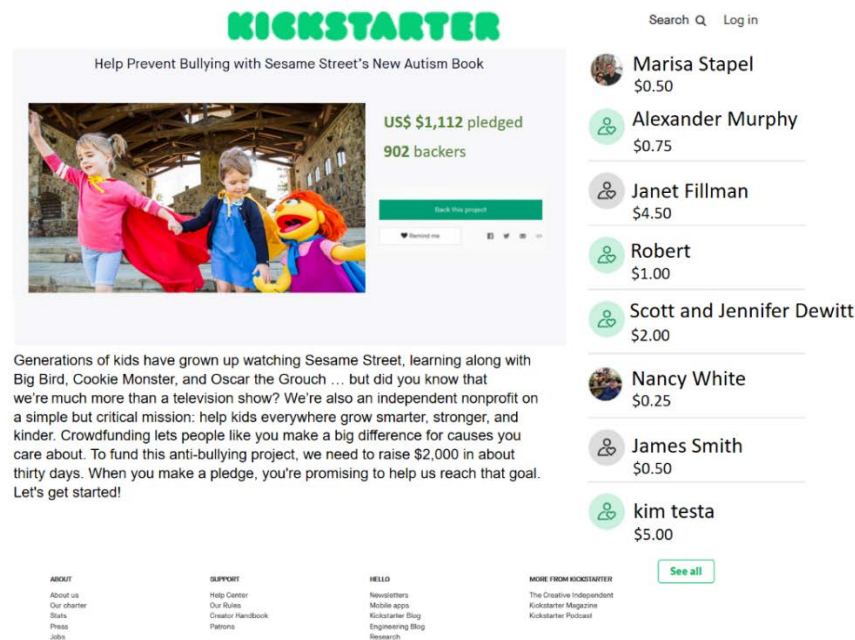 KICKSTARTER
Search Log in
Help Prevent Bullying with Sesame Street's New Autism Book
US$ $1,112 pledged
902 backers
Back this project
Remind me
Generations of kids have grown up watching Sesame Street, learning along with
Big Bird, Cookie Monster, and Oscar the Grouch … but did you know that
we're much more than a television show? We're also an independent nonprofit on
a simple but critical mission: help kids everywhere grow smarter, stronger, and
kinder. Crowdfunding lets people like you make a big difference for causes you
care about. To fund this anti-bullying project, we need to raise $2,000 in about
thirty days. When you make a pledge, you're promising to help us reach that goal.
Let's get started!
Marisa Stapel
$0.50
Alexander Murphy
$0.75
Janet Fillman
$4.50
Robert
$1.00
Scott and Jennifer Dewitt
$2.00
Nancy White
$0.25
James Smith
$0.50
kim testa
$5.00
See all
ABOUT
About us
Our charter
Stats
Press
Jobs
SUPPORT
Help Center
Our Rules
Creator Handbook
Patrons
HELLO
Newsletters
Mobile apps
Kickstarter Blog
Engineering Blog
Research
MORE FROM KICKSTARTER
The Creative Independent
Kickstarter Magazine
Kickstarter Podcast